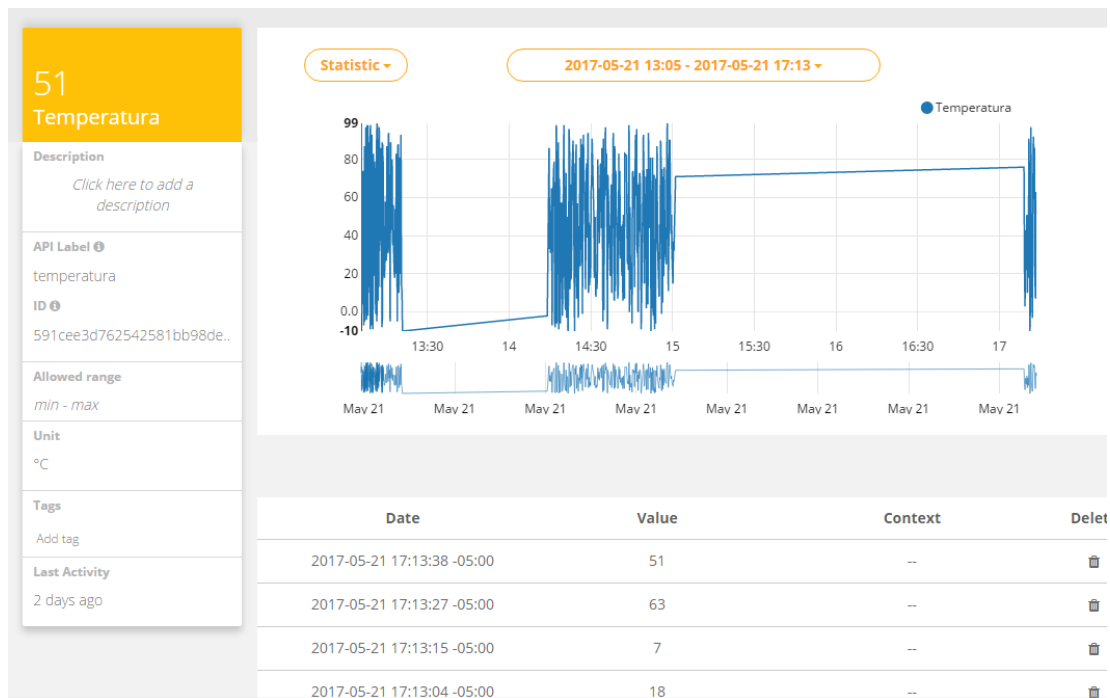 51
Temperatura
Description
Click here to add a
description
API Label
temperatura
ID
591cee3d762542581bb98de..
Allowed range
min - max
Unit
°C
Tags
Add tag
Last Activity
2 days ago
Statistic
2017-05-21 13:05 - 2017-05-21 17:13
Temperatura
99
80
60
40
20
0.0
-10
13:30 14 14:30 15 15:30 16 16:30 17
May 21 May 21 May 21 May 21 May 21 May 21 May 21 May 21
Date Value Context Delet
2017-05-21 17:13:38 -05:00 51 --
2017-05-21 17:13:27 -05:00 63 --
2017-05-21 17:13:15 -05:00 7 --
2017-05-21 17:13:04 -05:00 18 --